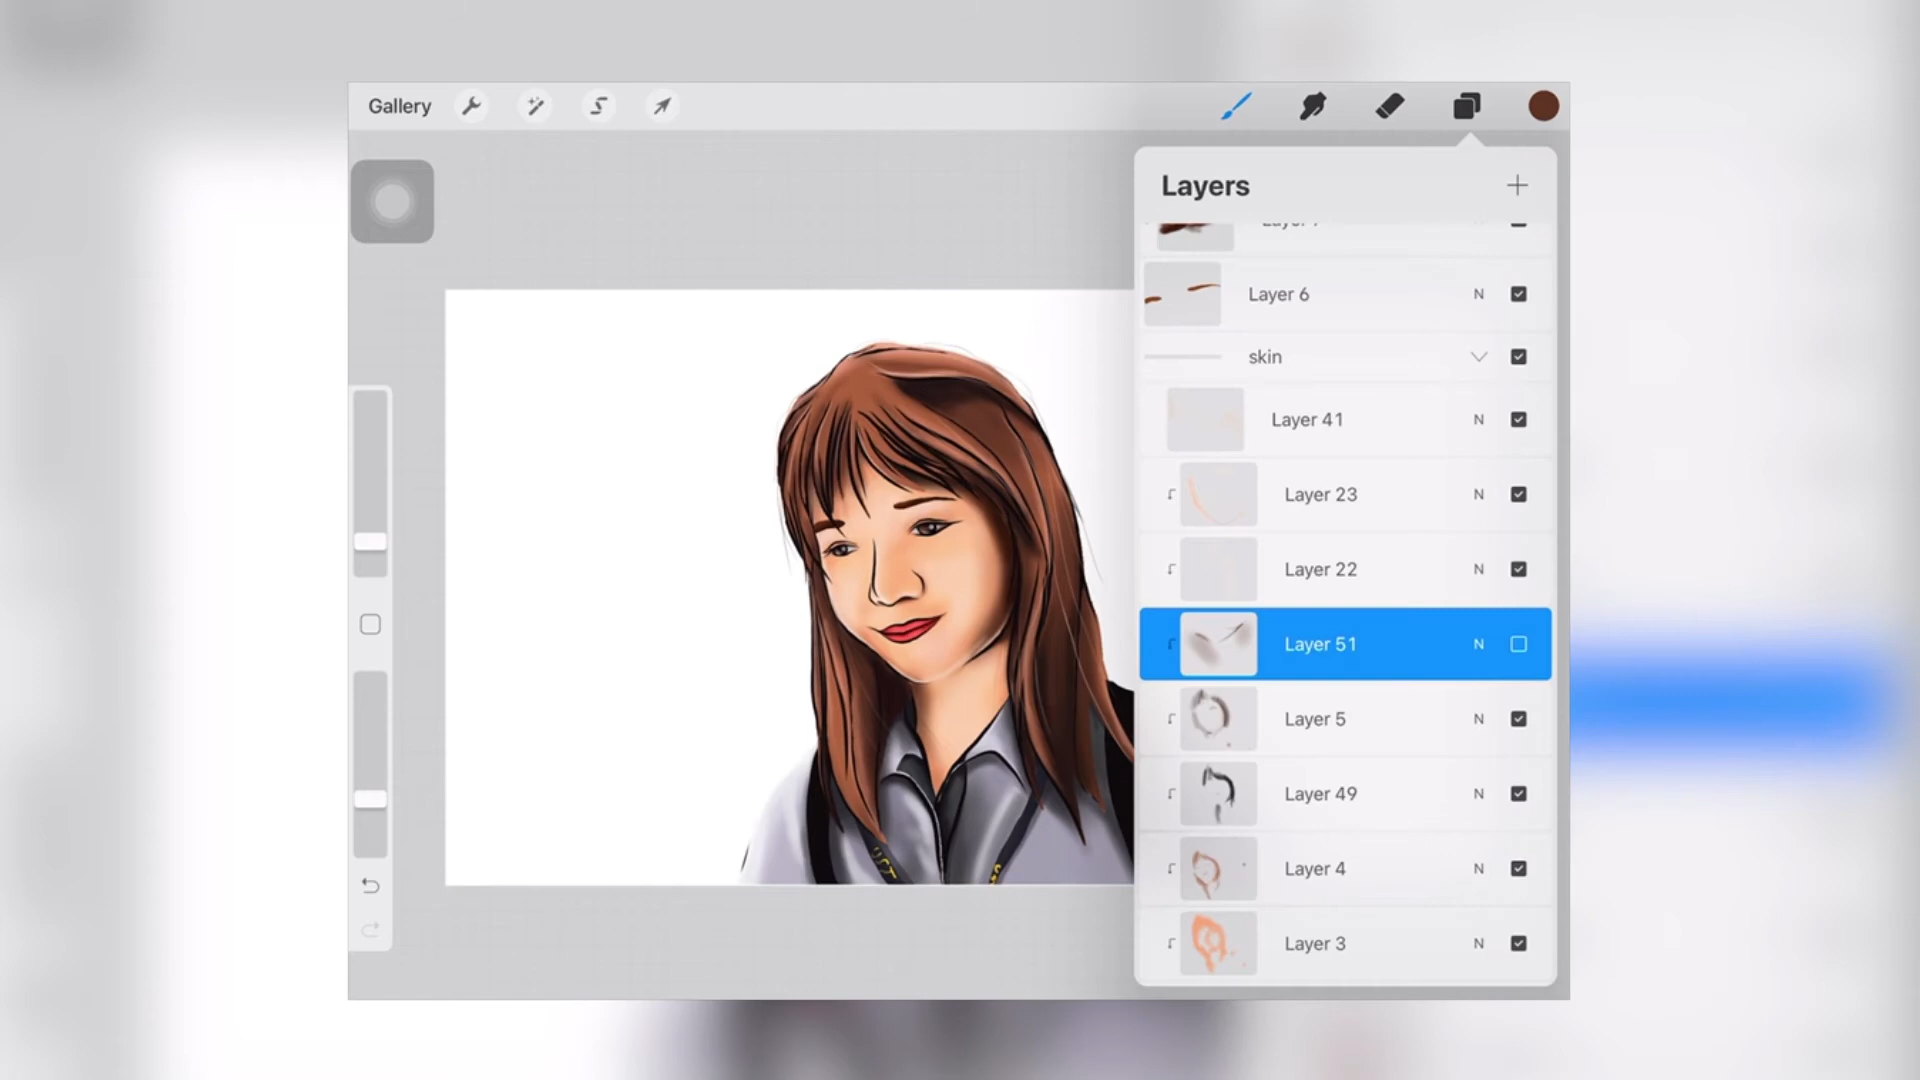 Gallery
Layers
Layer 6 N
skin
Layer 41 N
Layer 23 N
Layer 22 N
Layer 51 N
Layer 5 N
Layer 49 N
Layer 4 N
Layer 3 N